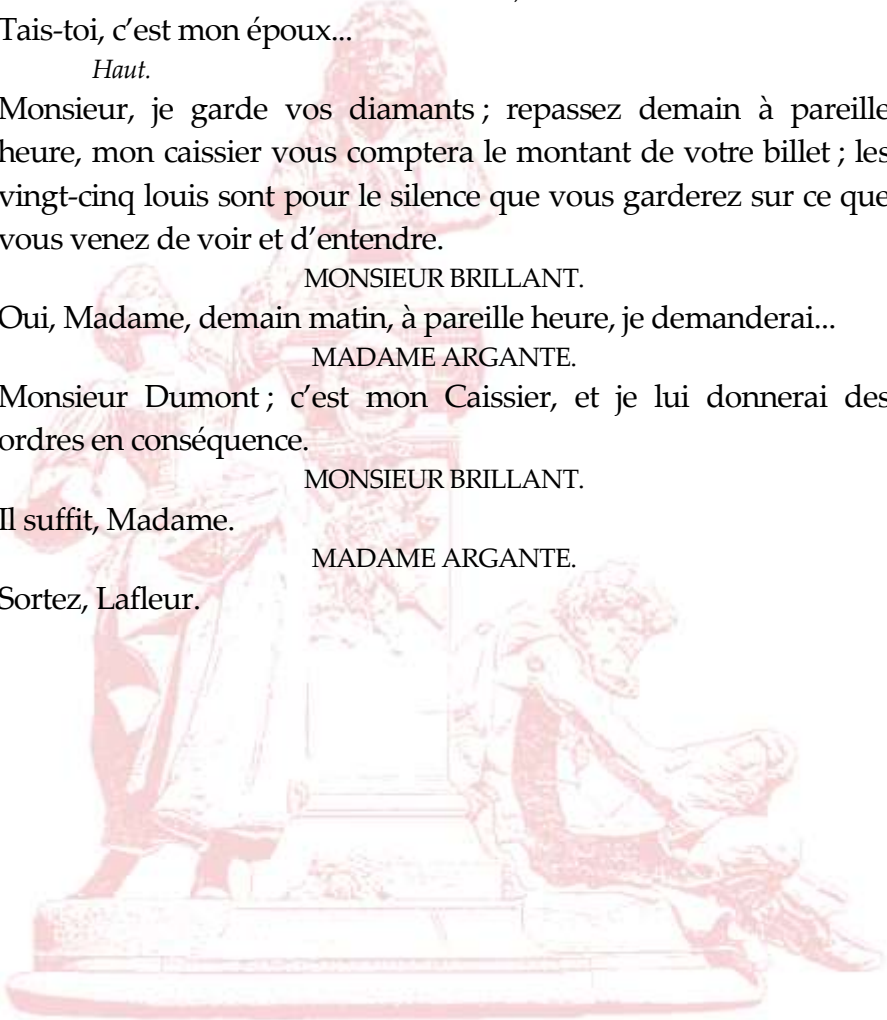 Tais-toi, c’est mon époux...
Haut.
Monsieur, je garde vos diamants ; repassez demain à pareille
heure, mon caissier vous comptera le montant de votre billet ; les
vingt-cinq louis sont pour le silence que vous garderez sur ce que
vous venez de voir et d’entendre.
MONSIEUR BRILLANT.
Oui, Madame, demain matin, à pareille heure, je demanderai...
MADAME ARGANTE.
Monsieur Dumont ; c’est mon Caissier, et je lui donnerai des
ordres en conséquence.
MONSIEUR BRILLANT.
Il suffit, Madame.
MADAME ARGANTE.
Sortez, Lafleur.